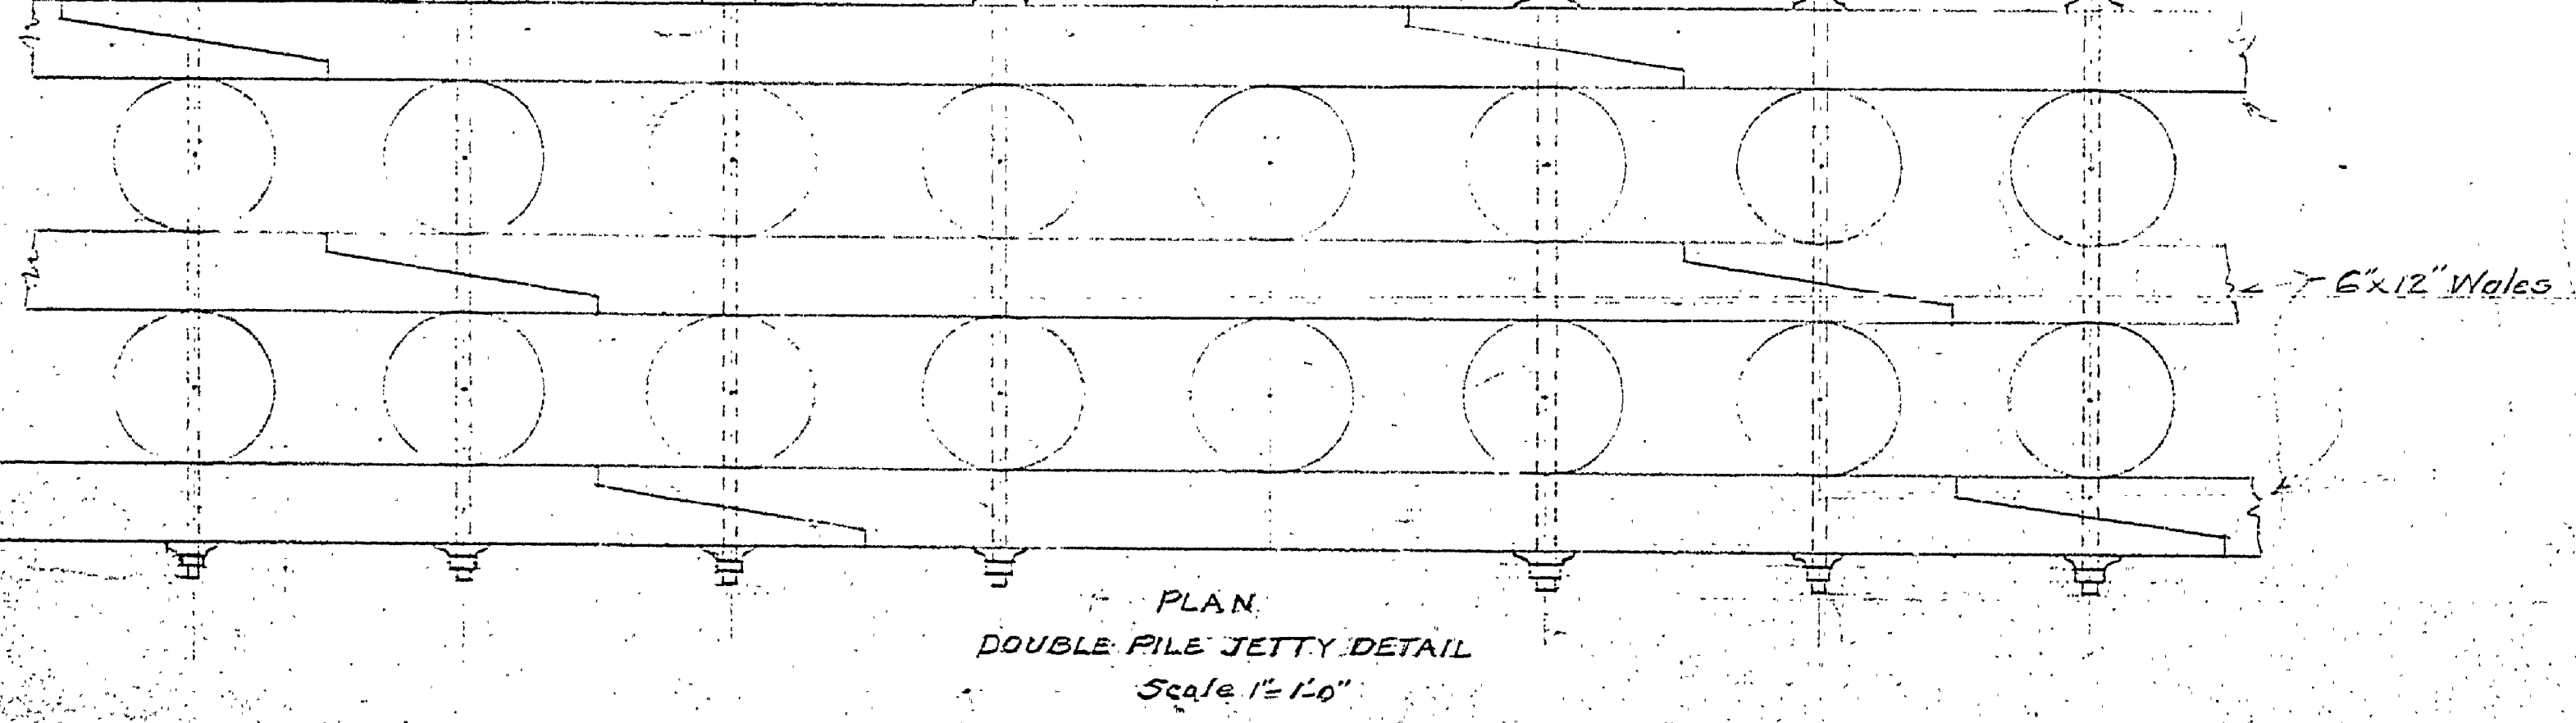 6"x12" Wales
PLAN
DOUBLE PILE JETTY DETAIL
Scale 1"=1'-0"